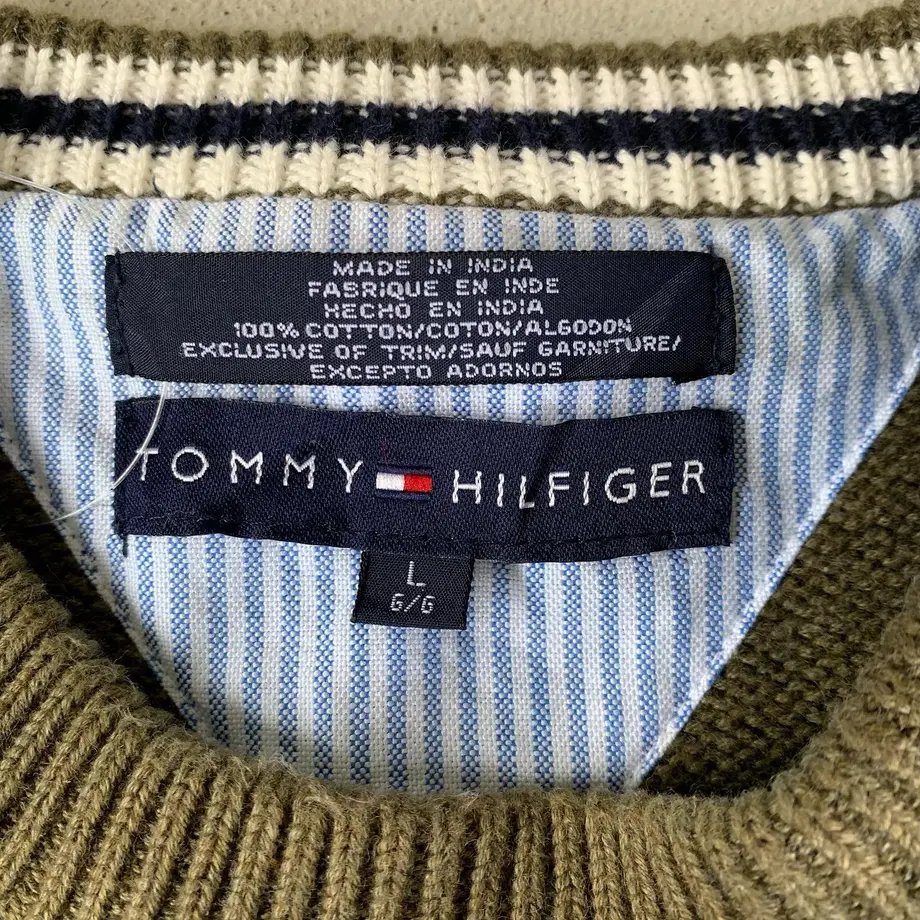 MADE IN INDIA
FABRIQUE EN INDE
HECHO EN INDIA
100% COTTON/COTON/ALGODON
EXCLUSIVE OF TRIM/SAUF GARNITURE/
EXCEPTO ADORNOS
TOMMY HILFIGER
L
G/G